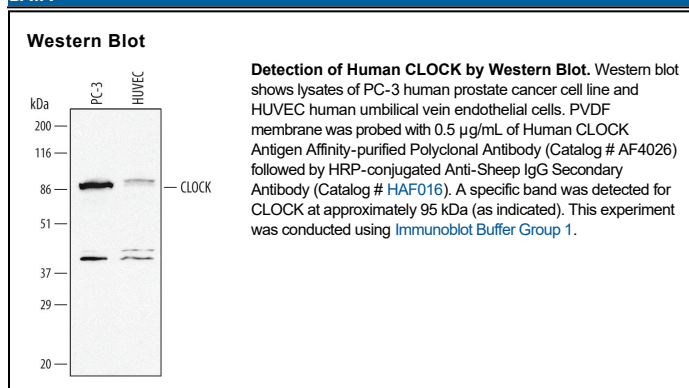 Western Blot
PC-3
HUVEC
kDa
200
116
86
51
37
29
20
CLOCK
Detection of Human CLOCK by Western Blot. Western blot
shows lysates of PC-3 human prostate cancer cell line and
HUVEC human umbilical vein endothelial cells. PVDF
membrane was probed with 0.5 µg/mL of Human CLOCK
Antigen Affinity-purified Polyclonal Antibody (Catalog # AF4026)
followed by HRP-conjugated Anti-Sheep IgG Secondary
Antibody (Catalog # HAF016). A specific band was detected for
CLOCK at approximately 95 kDa (as indicated). This experiment
was conducted using Immunoblot Buffer Group 1.